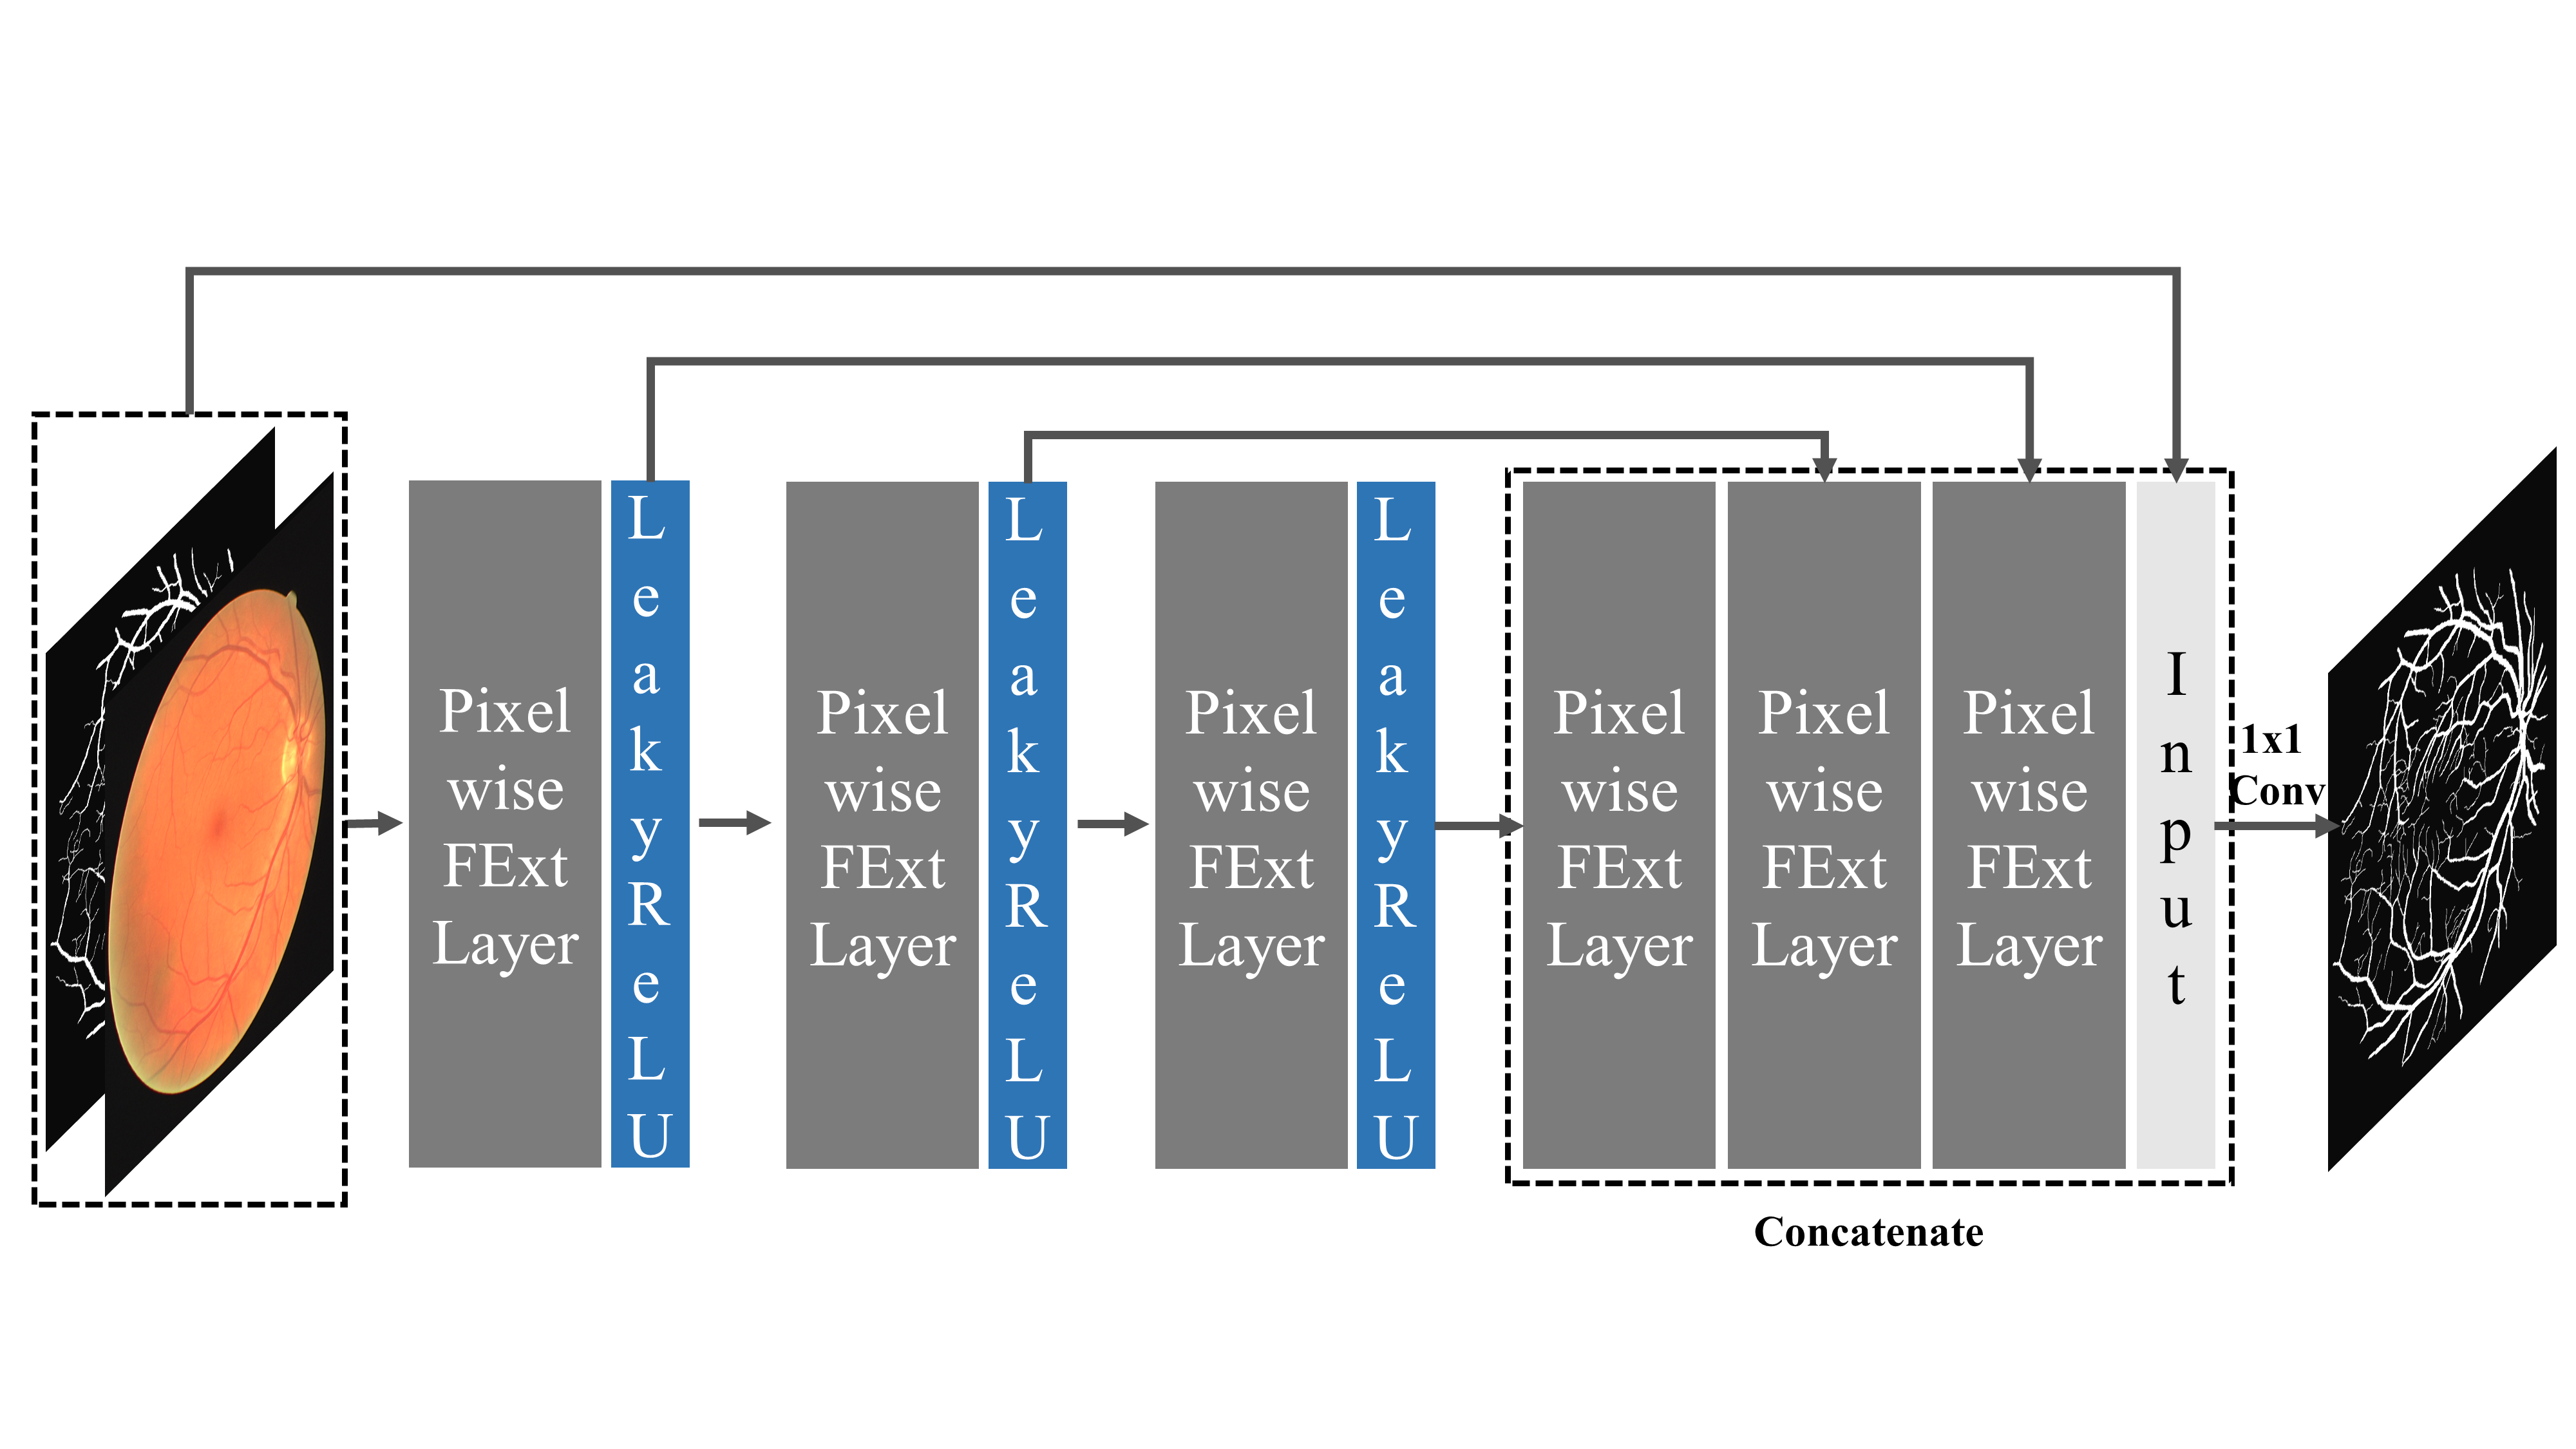 Pixel
wise
FExt
Layer
LeakyReLU
Pixel
wise
FExt
Layer
LeakyReLU
Pixel
wise
FExt
Layer
LeakyReLU
Pixel
wise
FExt
Layer
Pixel
wise
FExt
Layer
Pixel
wise
FExt
Layer
Input
1x1
Conv
Concatenate